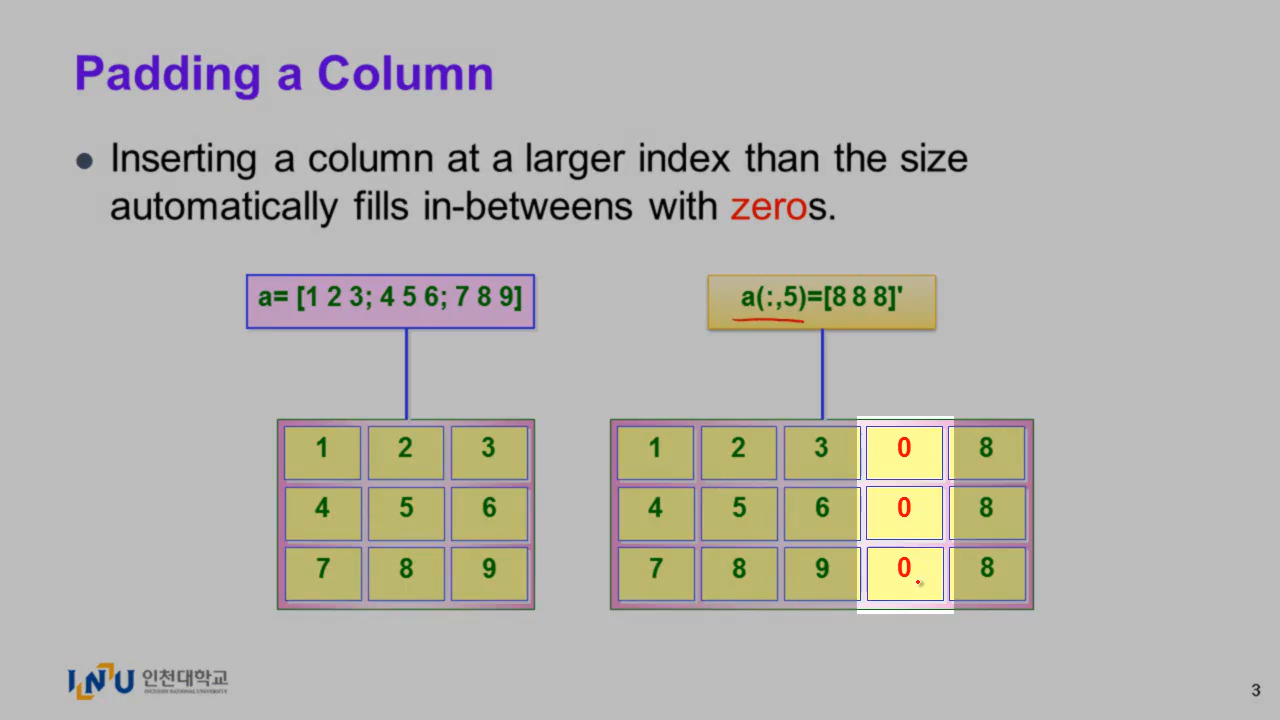 Padding a Column
Inserting a column at a larger index than the size
automatically fills in-betweens with zeros.
a= [1 2 3; 4 5 6; 7 8 9]
a(:,5)=[8 8 8]'
1 2 3
4 5 6
7 8 9
1 2 3 0 8
4 5 6 0 8
7 8 9 0 8
INU 인천대학교
INCHEON NATIONAL UNIVERSITY
3